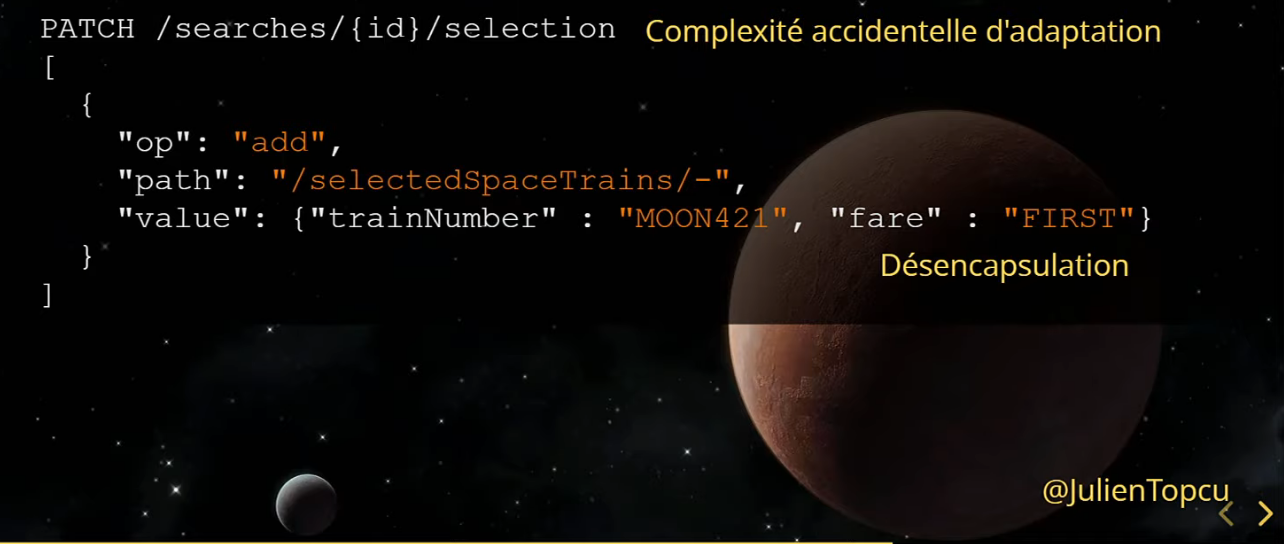 PATCH /searches/{id}/selection Complexité accidentelle d'adaptation
[
{
"op": "add",
"path": "/selectedSpaceTrains/-",
"value": {"trainNumber" : "MOON421", "fare" : "FIRST"}
}
Désencapsulation
]
@JulienTopcu